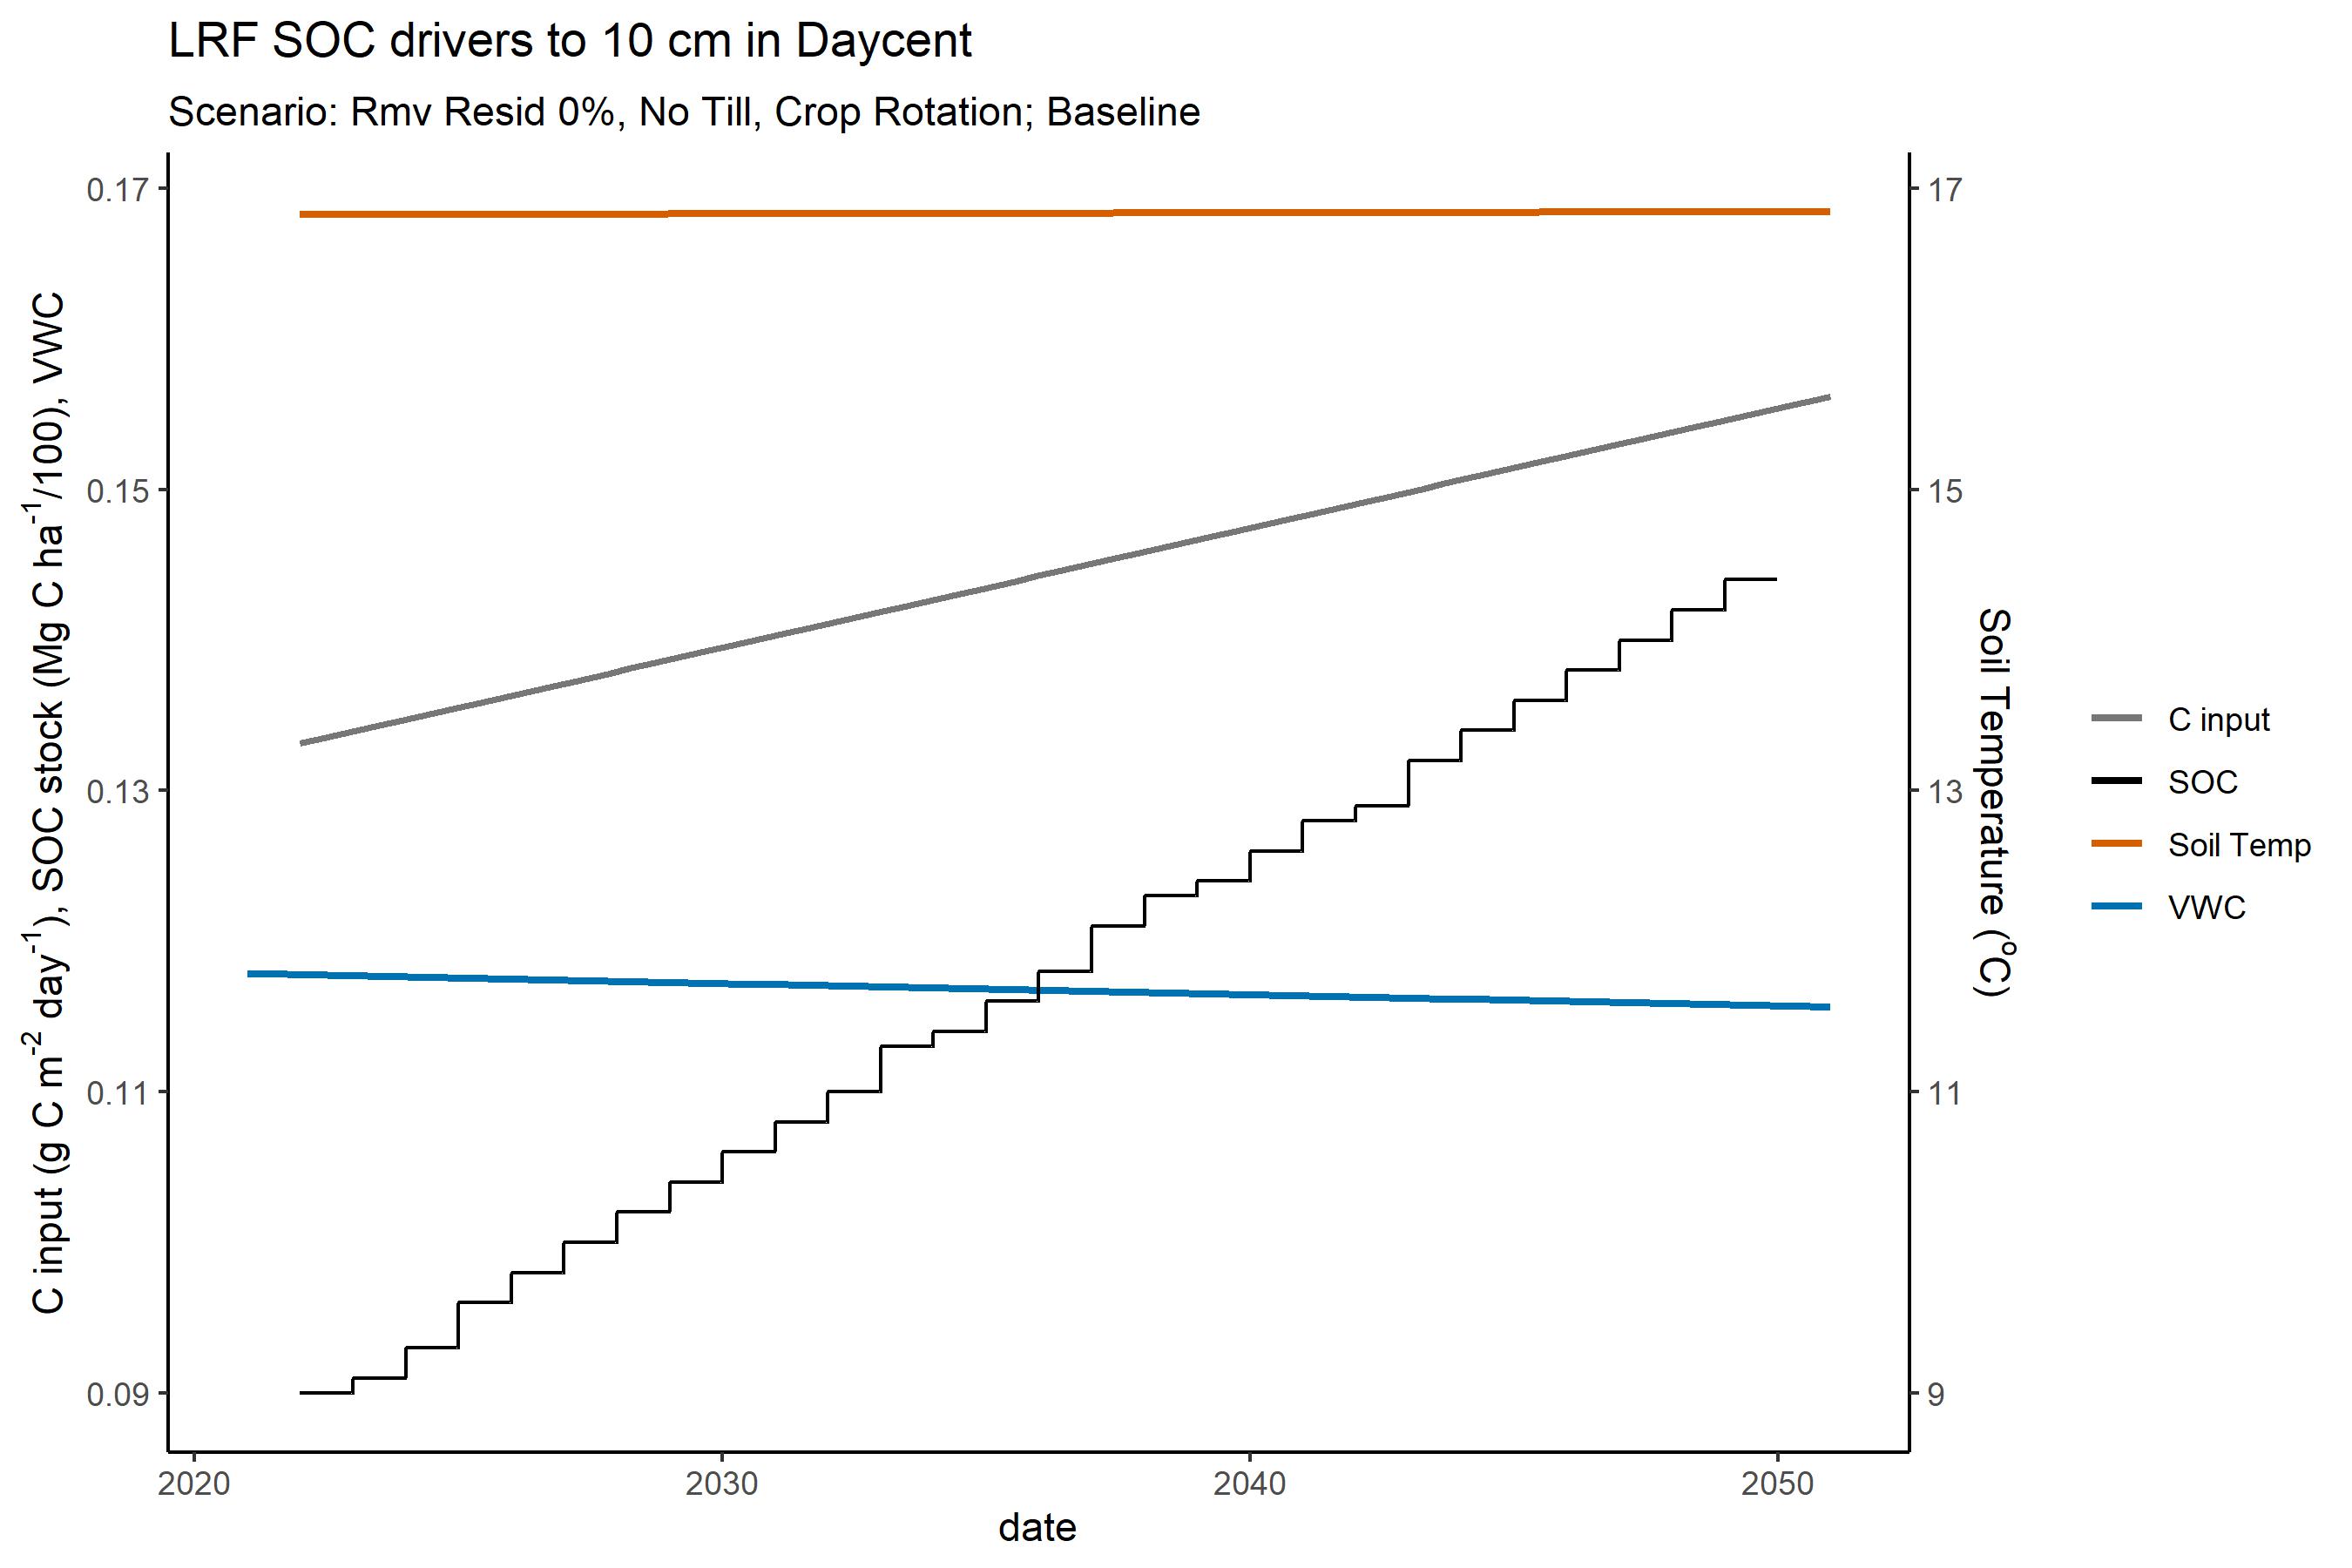 LRF SOC drivers to 10 cm in Daycent
Scenario: Rmv Resid 0%, No Till, Crop Rotation; Baseline
C input (g C m⁻² day⁻¹), SOC stock (Mg C ha⁻¹/100), VWC
0.17
0.15
0.13
0.11
0.09
17
15
13
11
9
Soil Temperature (°C)
C input
SOC
Soil Temp
VWC
2020 2030 2040 2050
date